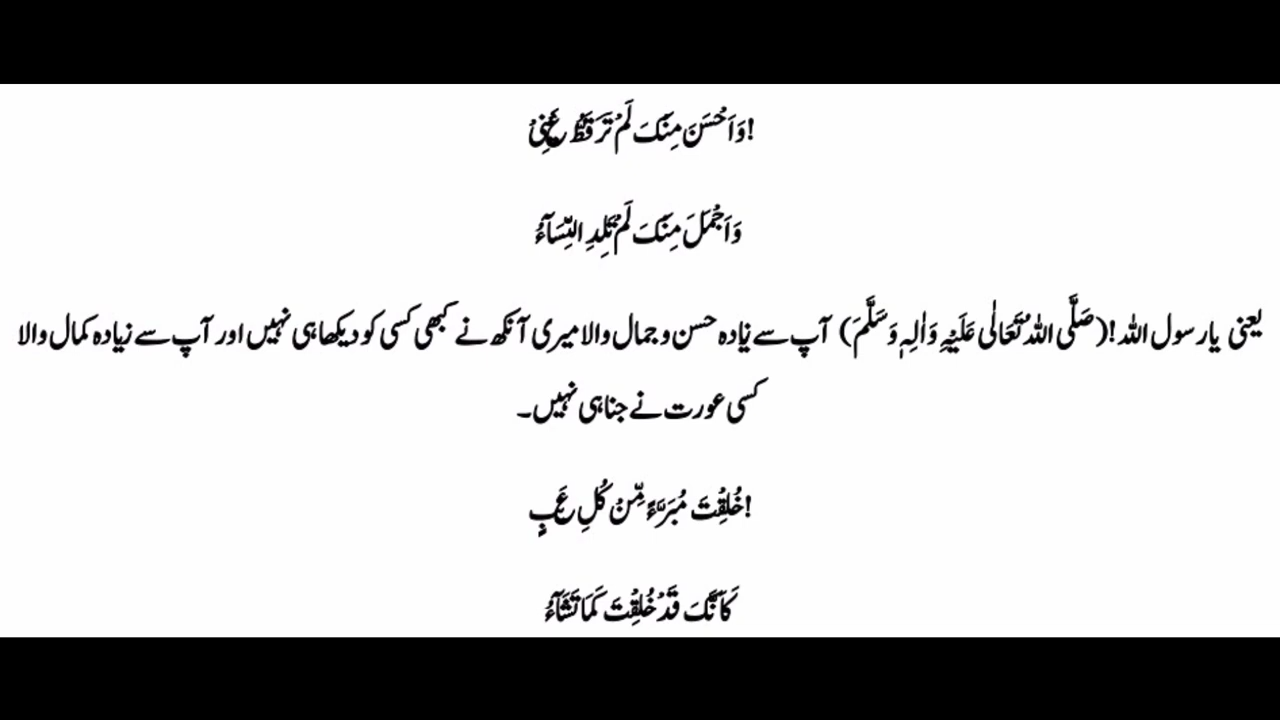 وَاَحْسَنَ مِنْکَ لَمْ تَرَقَطُّ عَیْنِیْ!
وَاَجْمَلَ مِنْکَ لَمْ تَلِدِ النِّسَآءُ
یعنی یارسول اللہ!(صَلَّی اللہُ تَعَالٰی عَلَیْہِ وَاٰلِہٖ وَسَلَّمَ) آپ سے زیادہ حسن و جمال والا میری آنکھ نے کبھی کسی کو دیکھا ہی نہیں اور آپ سے زیادہ کمال والا
کسی عورت نے جنا ہی نہیں۔
خُلِقْتَ مُبَرَّءً مِّنْ کُلِ عَیْبٍ!
کَاَنَّکَ قَدْ خُلِقْتَ کَمَا تَشَآءُ